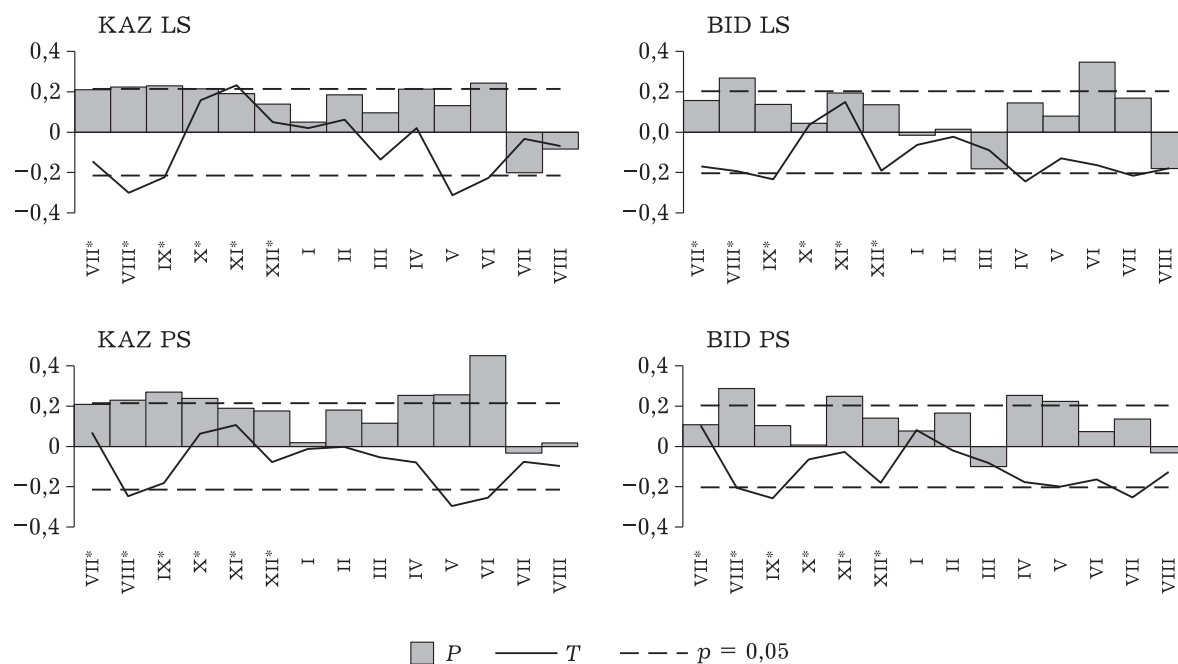 KAZ LS
0,4
0,2
0
−0,2
−0,4
VII* VIII* IX* X* XI* XII* I II III IV V VI VII VIII
BID LS
0,4
0,2
0,0
−0,2
−0,4
VII* VIII* IX* X* XI* XII* I II III IV V VI VII VIII
KAZ PS
0,4
0,2
0
−0,2
−0,4
VII* VIII* IX* X* XI* XII* I II III IV V VI VII VIII
BID PS
0,4
0,2
0
−0,2
−0,4
VII* VIII* IX* X* XI* XII* I II III IV V VI VII VIII
P T p = 0,05